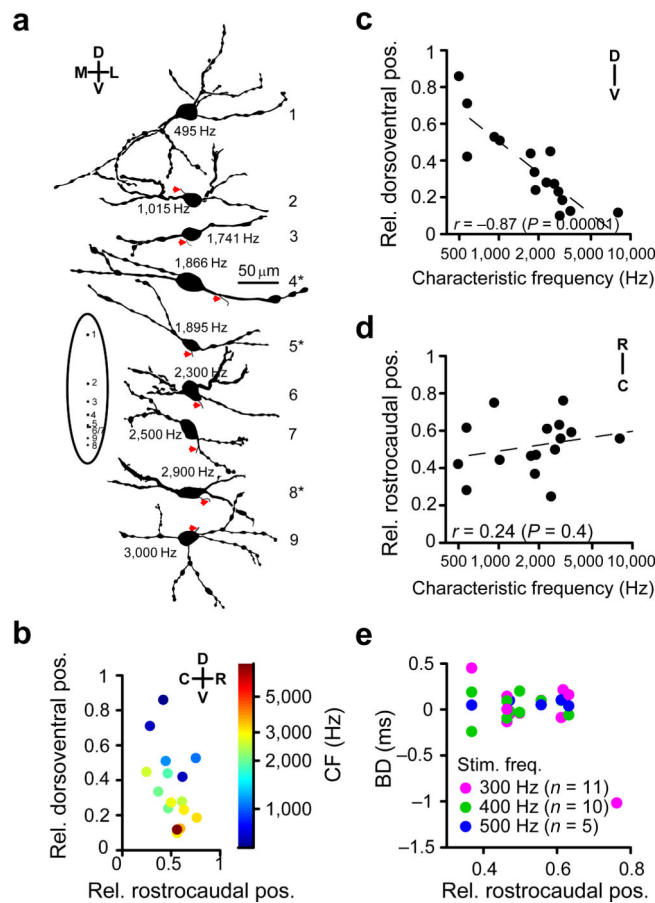 a
D
M L
V
495 Hz
1
1,015 Hz
2
1,741 Hz
3
1,866 Hz
50 µm
4*
1,895 Hz
5*
2,300 Hz
6
2,500 Hz
7
2,900 Hz
8*
3,000 Hz
9
1
2
3
4
5
6/7
9
8
b
Rel. dorsoventral pos.
1
0.8
0.6
0.4
0.2
0
0 0.5 1
Rel. rostrocaudal pos.
D
C R
V
5,000
3,000
2,000
1,000
CF (Hz)
c
D
V
Rel. dorsoventral pos.
1
0.8
0.6
0.4
0.2
0
r = –0.87 (P = 0.00001)
500 1,000 2,000 5,000 10,000
Characteristic frequency (Hz)
d
R
C
Rel. rostrocaudal pos.
1
0.8
0.6
0.4
0.2
0
r = 0.24 (P = 0.4)
500 1,000 2,000 5,000 10,000
Characteristic frequency (Hz)
e
BD (ms)
0.5
0
–0.5
–1
–1.5
Stim. freq.
300 Hz (n = 11)
400 Hz (n = 10)
500 Hz (n = 5)
0.4 0.6 0.8
Rel. rostrocaudal pos.